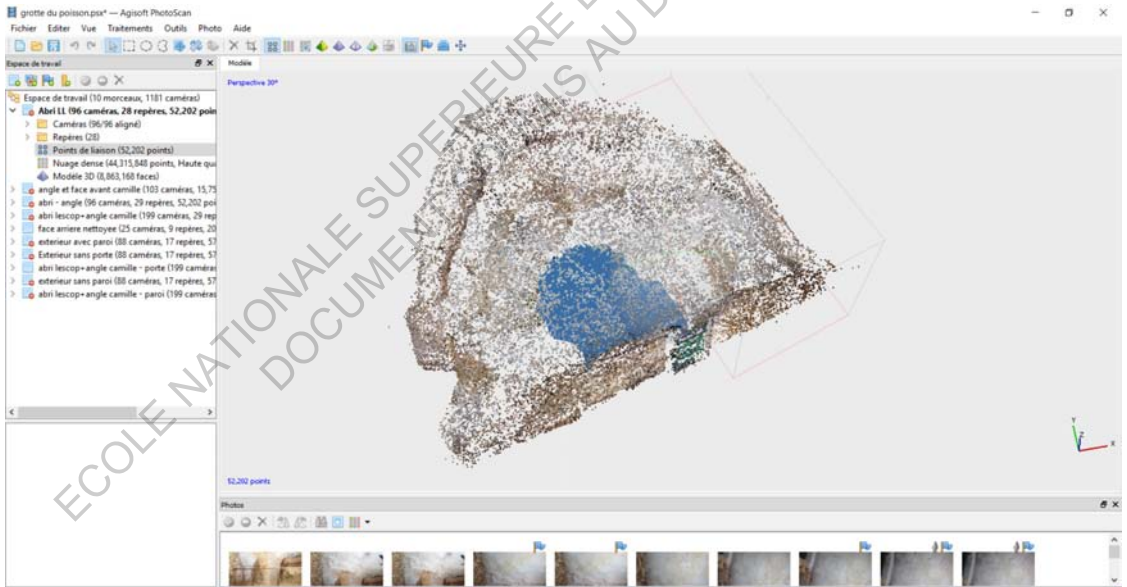 grotte du poisson.psx* — Agisoft PhotoScan
Fichier Editer Vue Traitements Outils Photo Aide
Espace de travail
Modèle
Perspective 30°
Espace de travail (10 morceaux, 1181 caméras)
Abri LL (96 caméras, 28 repères, 52,202 poin
Caméras (96/96 aligné)
Repères (28)
Points de liaison (52,202 points)
Nuage dense (44,315,848 points, Haute qu
Modèle 3D (8,863,168 faces)
angle et face avant camille (103 caméras, 15,75
abri - angle (96 caméras, 29 repères, 52,202 poi
abri lescop+angle camille (199 caméras, 29 rep
face arriere nettoyee (25 caméras, 9 repères, 20
exterieur avec paroi (88 caméras, 17 repères, 57
Exterieur sans porte (88 caméras, 17 repères, 57
abri lescop+angle camille - porte (199 caméras
exterieur sans paroi (88 caméras, 17 repères, 57
abri lescop+angle camille - paroi (199 caméras
Y
Z
X
52,202 points
Photos
ECOLE NATIONALE SUPERIEURE D
DOCUMEN
NS AU D